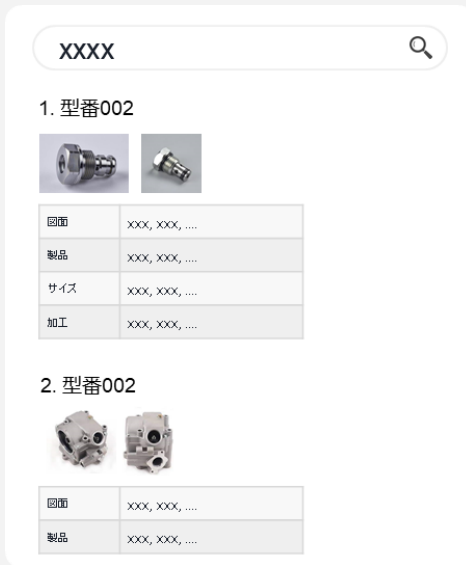 XXXX
1. 型番002
図面 xxx, xxx, ....
製品 xxx, xxx, ....
サイズ xxx, xxx, ....
加工 xxx, xxx, ....
2. 型番002
図面 xxx, xxx, ....
製品 xxx, xxx, ....